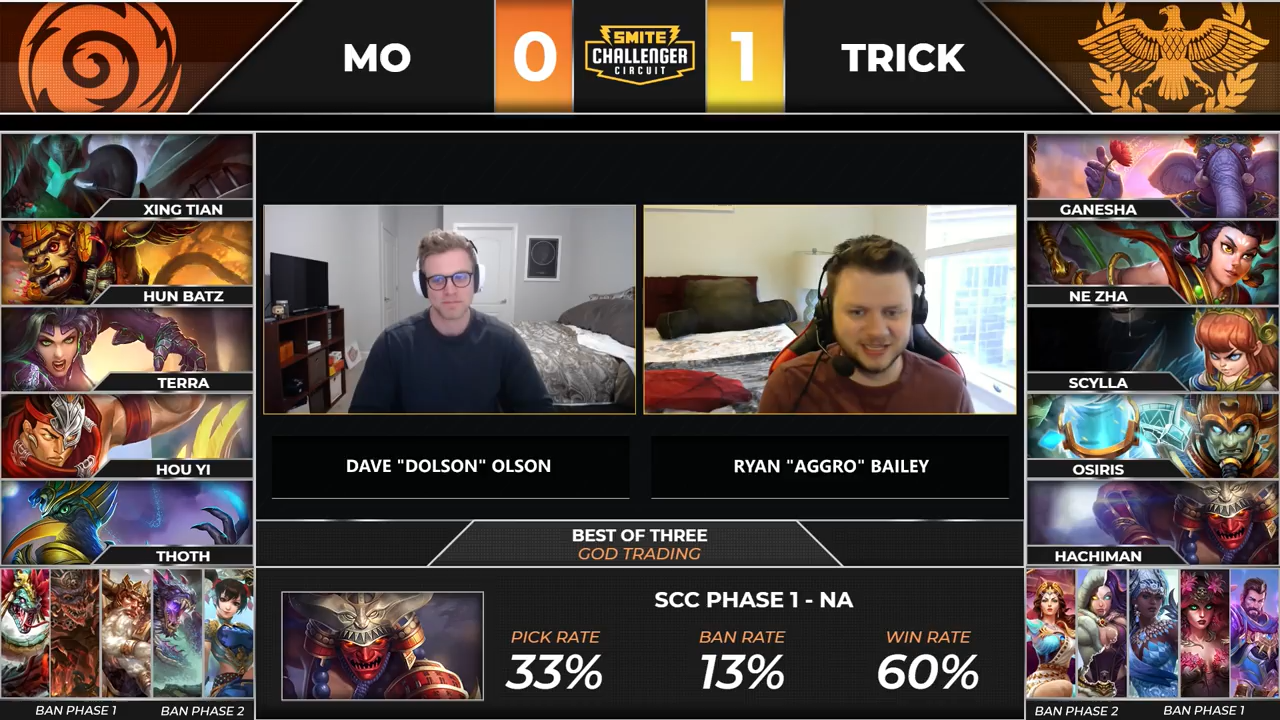 MO
0
SMITE
CHALLENGER
CIRCUIT
1
TRICK
XING TIAN
HUN BATZ
TERRA
HOU YI
THOTH
BAN PHASE 1
BAN PHASE 2
DAVE "DOLSON" OLSON
RYAN "AGGRO" BAILEY
BEST OF THREE
GOD TRADING
SCC PHASE 1 - NA
PICK RATE
BAN RATE
WIN RATE
33%
13%
60%
GANESHA
NE ZHA
SCYLLA
OSIRIS
HACHIMAN
BAN PHASE 2
BAN PHASE 1